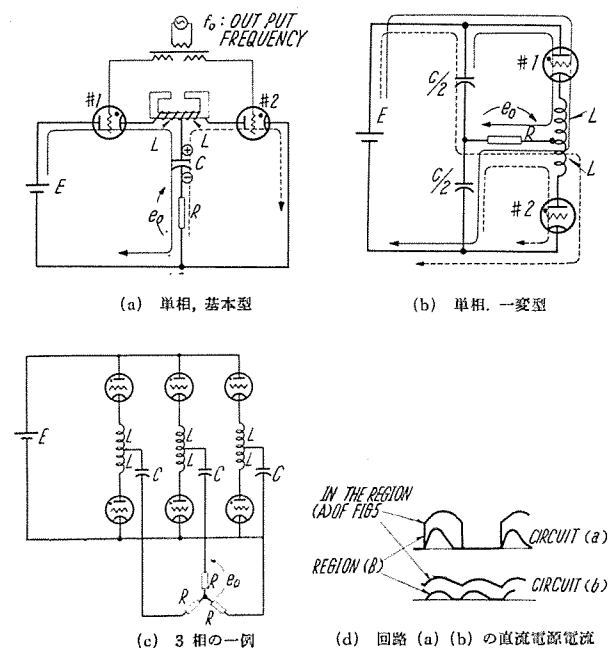 f₀: OUT PUT
FREQUENCY
#1
#2
L
L
E
C
⊕
⊖
e₀
R
(a) 単相, 基本型
E
C/2
C/2
#1
e₀
R
L
L
#2
(b) 単相. 一変型
E
L
L
C
L
L
C
L
L
C
R
e₀
R
R
(c) 3 相の一例
IN THE REGION
(A) OF FIG5
REGION (B)
CIRCUIT (a)
CIRCUIT (b)
(d) 回路 (a) (b) の直流電源電流